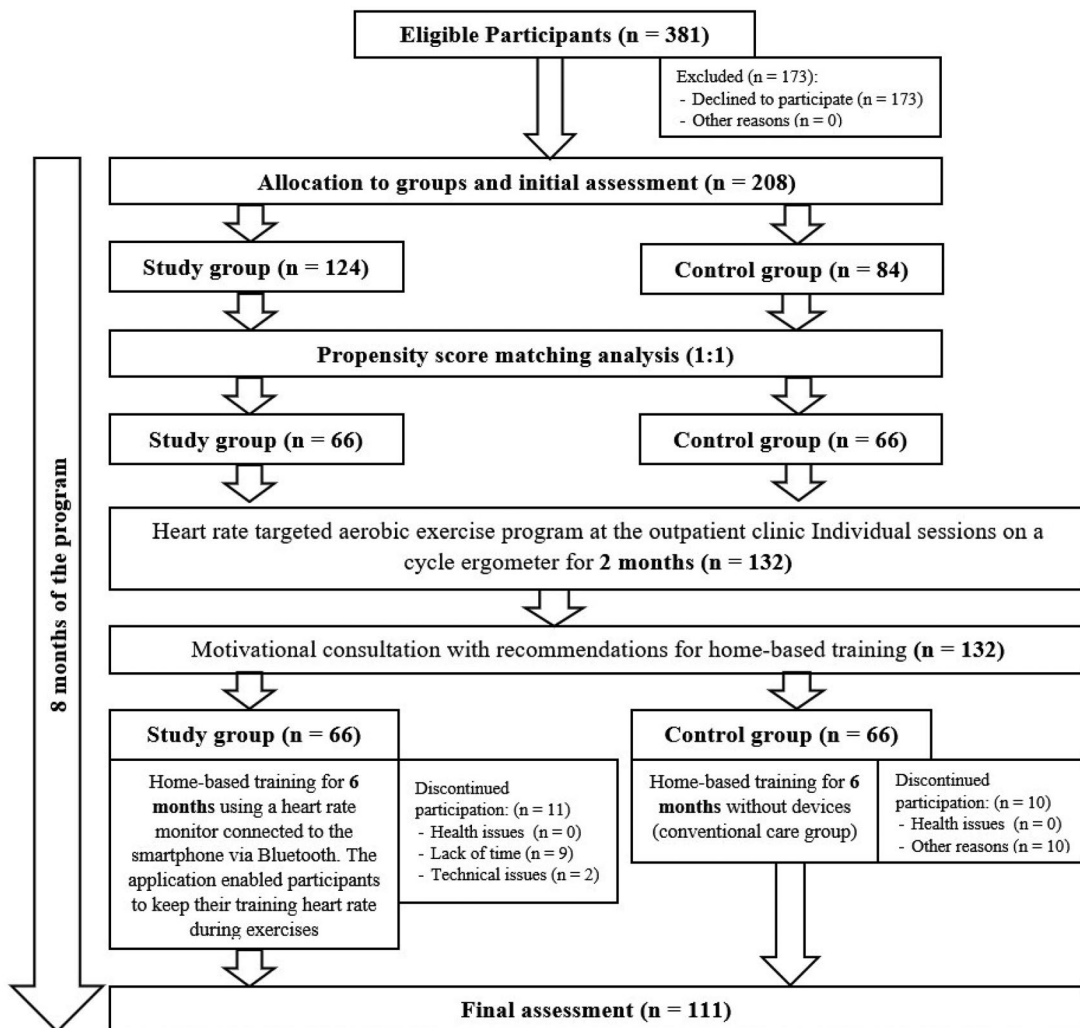 Eligible Participants (n = 381)
Excluded (n = 173):
- Declined to participate (n = 173)
- Other reasons (n = 0)
Allocation to groups and initial assessment (n = 208)
Study group (n = 124)
Control group (n = 84)
Propensity score matching analysis (1:1)
Study group (n = 66)
Control group (n = 66)
Heart rate targeted aerobic exercise program at the outpatient clinic Individual sessions on a
cycle ergometer for 2 months (n = 132)
Motivational consultation with recommendations for home-based training (n = 132)
Study group (n = 66)
Home-based training for 6
months using a heart rate
monitor connected to the
smartphone via Bluetooth. The
application enabled participants
to keep their training heart rate
during exercises
Discontinued
participation: (n = 11)
- Health issues (n = 0)
- Lack of time (n = 9)
- Technical issues (n = 2)
Control group (n = 66)
Home-based training for 6
months without devices
(conventional care group)
Discontinued
participation: (n = 10)
- Health issues (n = 0)
- Other reasons (n = 10)
Final assessment (n = 111)
8 months of the program